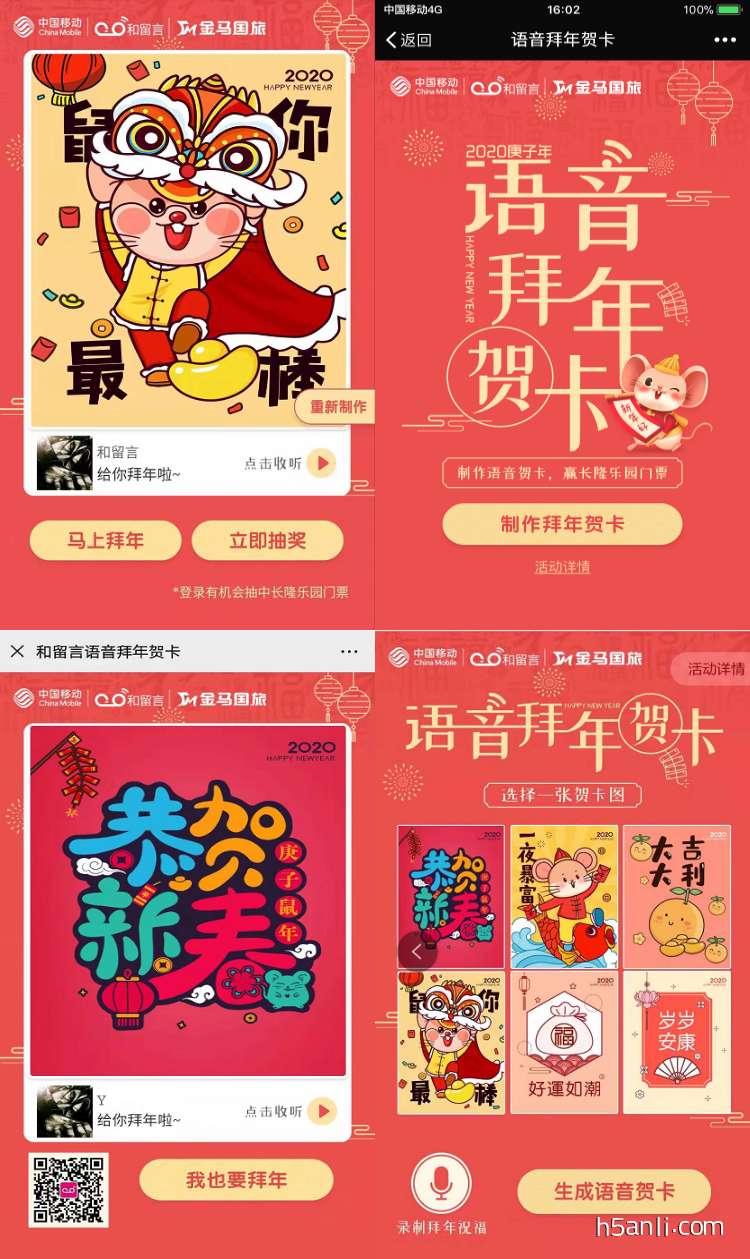 中国移动
China Mobile
和留言
金马国旅
2020
HAPPY NEWYEAR
鼠你
最棒
重新制作
和留言
给你拜年啦~
点击收听
马上拜年
立即抽奖
*登录有机会抽中长隆乐园门票
中国移动4G
16:02
100%
返回
语音拜年贺卡
中国移动
China Mobile
和留言
金马国旅
2020庚子年
语音
HAPPY NEW YEAR
拜年
贺卡
新年好
制作语音贺卡，赢长隆乐园门票
制作拜年贺卡
活动详情
和留言语音拜年贺卡
中国移动
China Mobile
和留言
金马国旅
2020
HAPPY NEWYEAR
恭贺
新春
庚子鼠年
Y
给你拜年啦~
点击收听
我也要拜年
中国移动
China Mobile
和留言
金马国旅
活动详情
HAPPY NEW YEAR
语音拜年贺卡
选择一张贺卡图
2020
恭贺
新春
庚子鼠年
2020
一夜暴富
2020
大吉
大利
2020
鼠你
最棒
2020
福
好運如潮
2020
岁岁
安康
录制拜年祝福
生成语音贺卡
h5anli.com